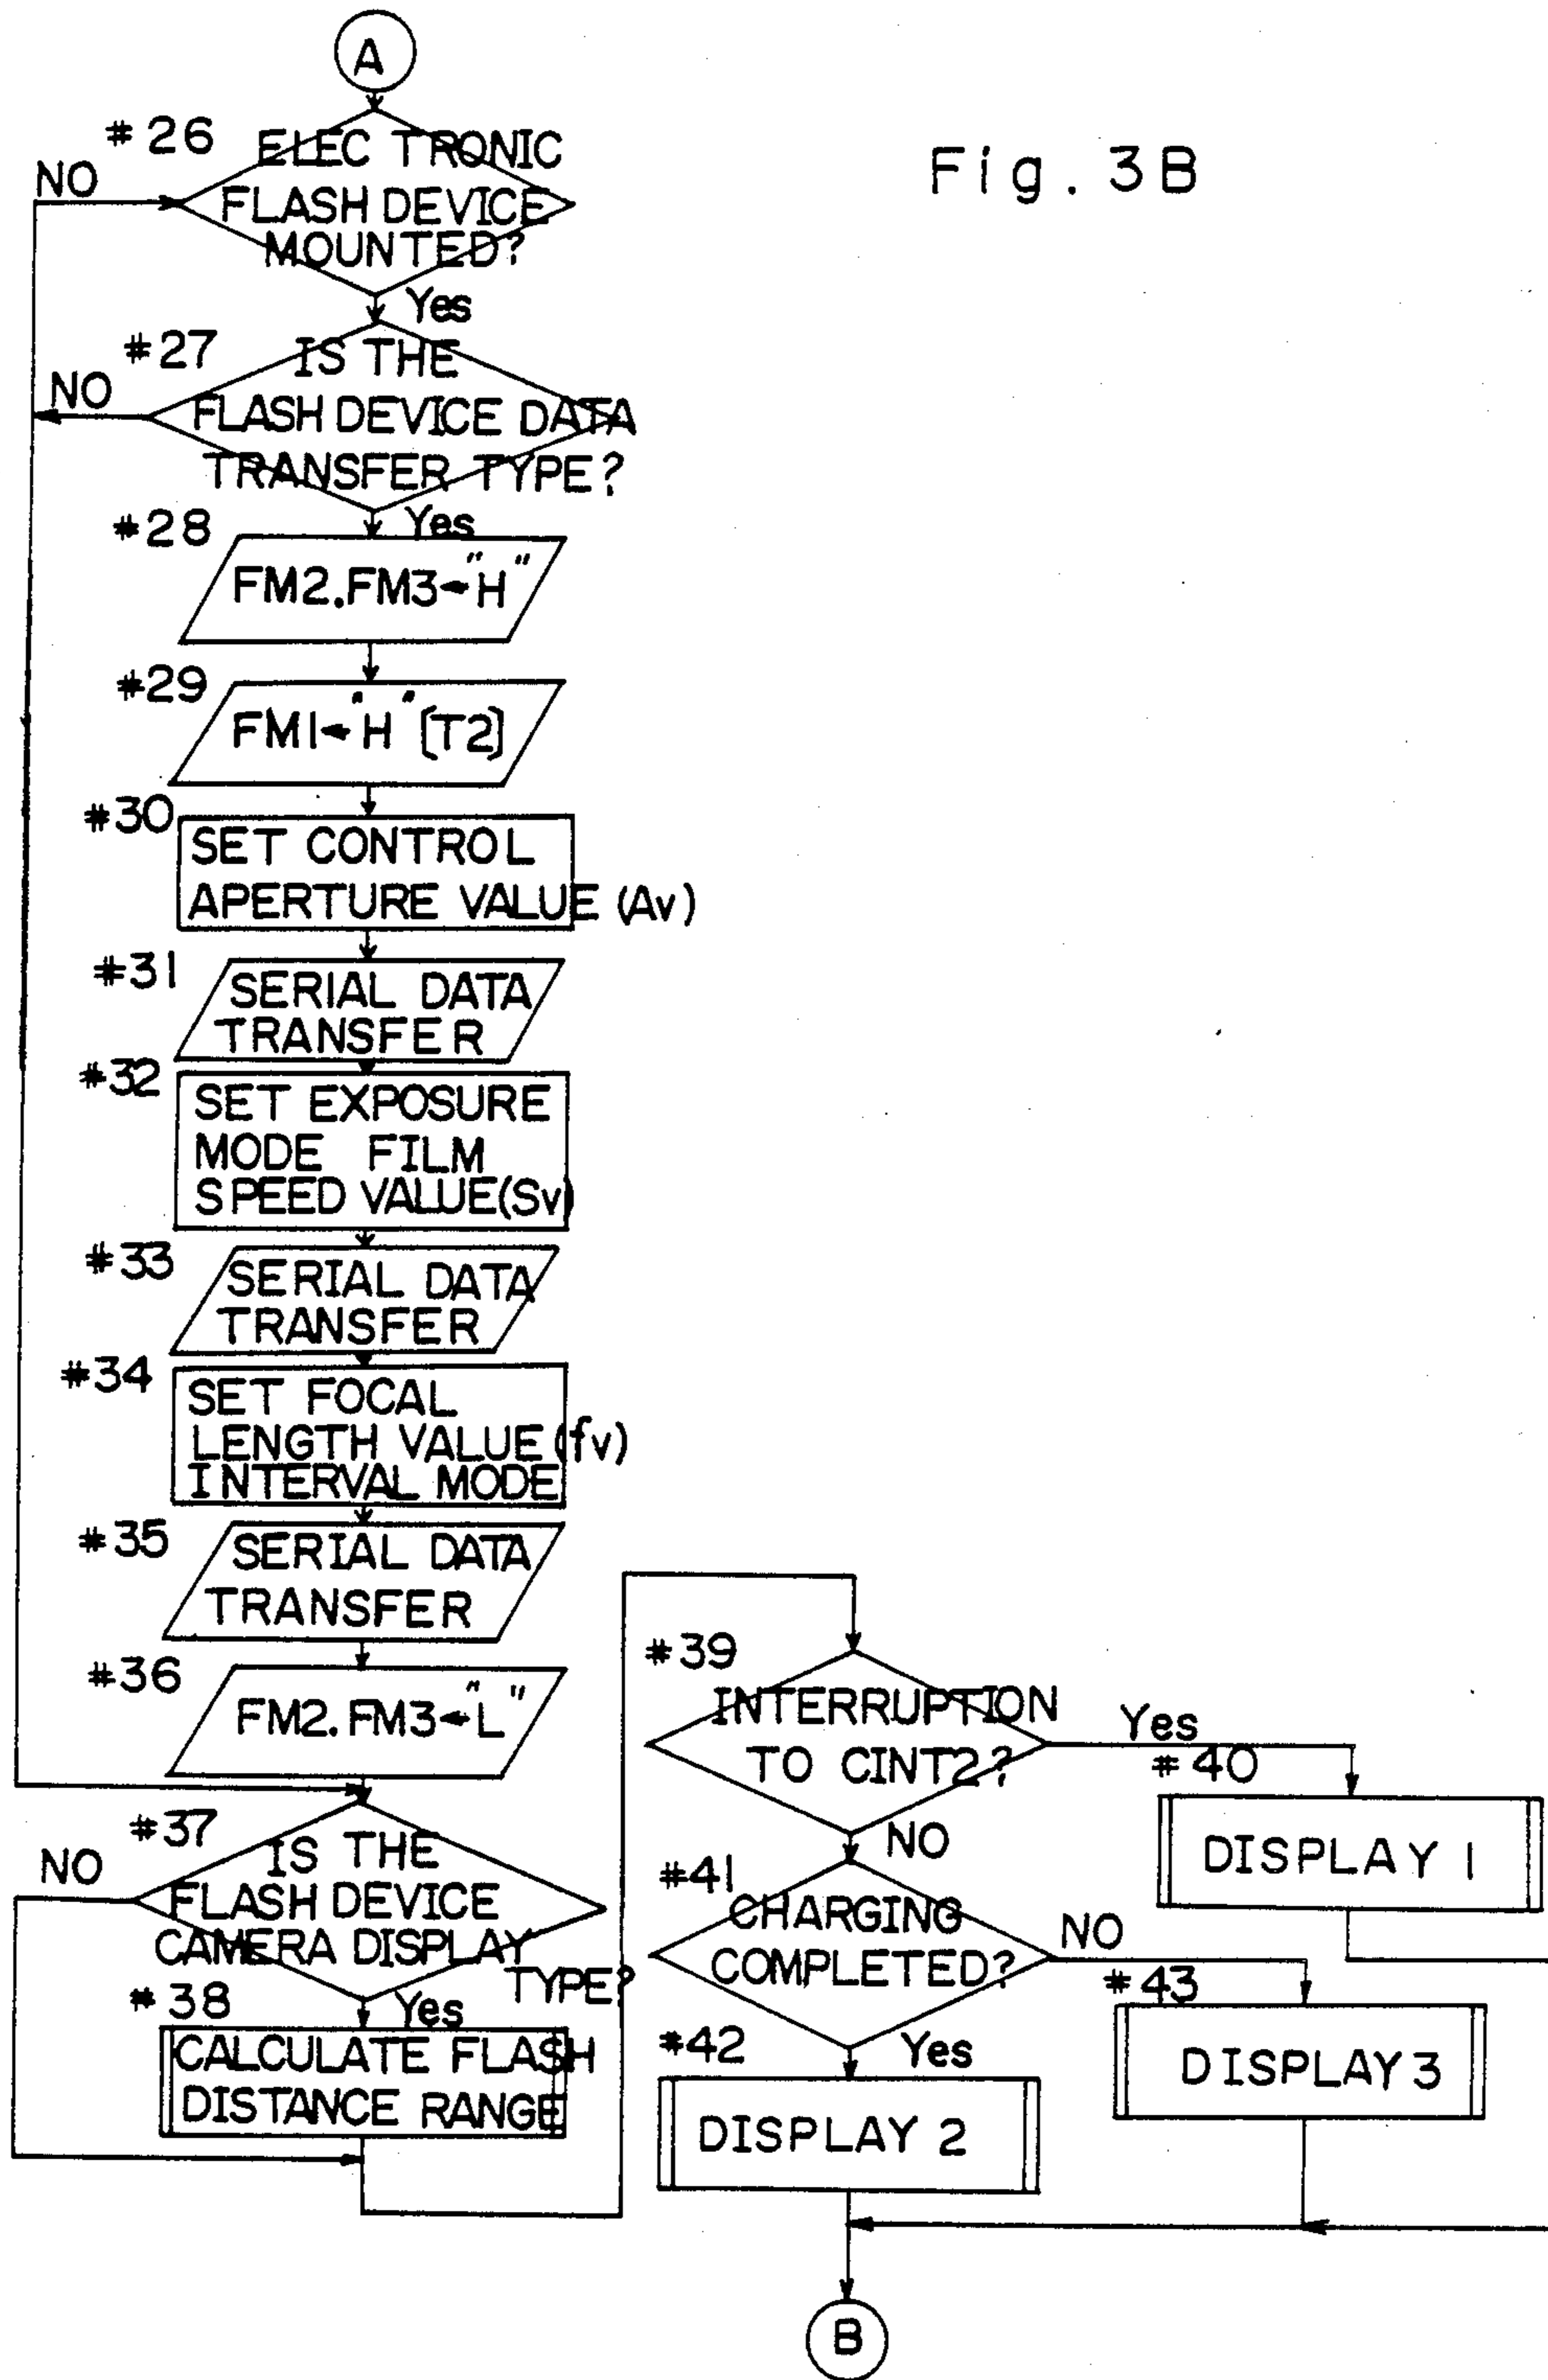 A
Fig. 3B
#26
ELEC TRONIC
FLASH DEVICE
MOUNTED?
NO
Yes
#27
IS THE
FLASH DEVICE DATA
TRANSFER TYPE?
NO
Yes
#28
FM2.FM3←"H"
#29
FM1←"H" [T2]
#30
SET CONTROL
APERTURE VALUE (Av)
#31
SERIAL DATA
TRANSFER
#32
SET EXPOSURE
MODE FILM
SPEED VALUE(Sv)
#33
SERIAL DATA
TRANSFER
#34
SET FOCAL
LENGTH VALUE (fv)
INTERVAL MODE
#35
SERIAL DATA
TRANSFER
#36
FM2.FM3←"L"
#37
IS THE
FLASH DEVICE
CAMERA DISPLAY
TYPE?
NO
Yes
#38
CALCULATE FLASH
DISTANCE RANGE
#39
INTERRUPTION
TO CINT2?
Yes
NO
#40
DISPLAY 1
#41
CHARGING
COMPLETED?
NO
Yes
#42
DISPLAY 2
#43
DISPLAY 3
B